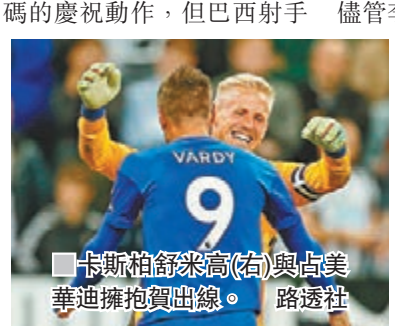 碼的慶祝動作，但巴西射手
儘管
VARDY
9
卡斯柏舒米高(右)與占美
華迪擁抱賀出線。 路透社